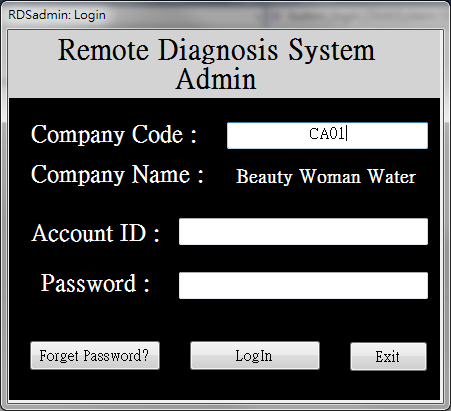 RDSadmin: Login
Remote Diagnosis System
Admin
Company Code : CA01
Company Name : Beauty Woman Water
Account ID :
Password :
Forget Password? LogIn Exit